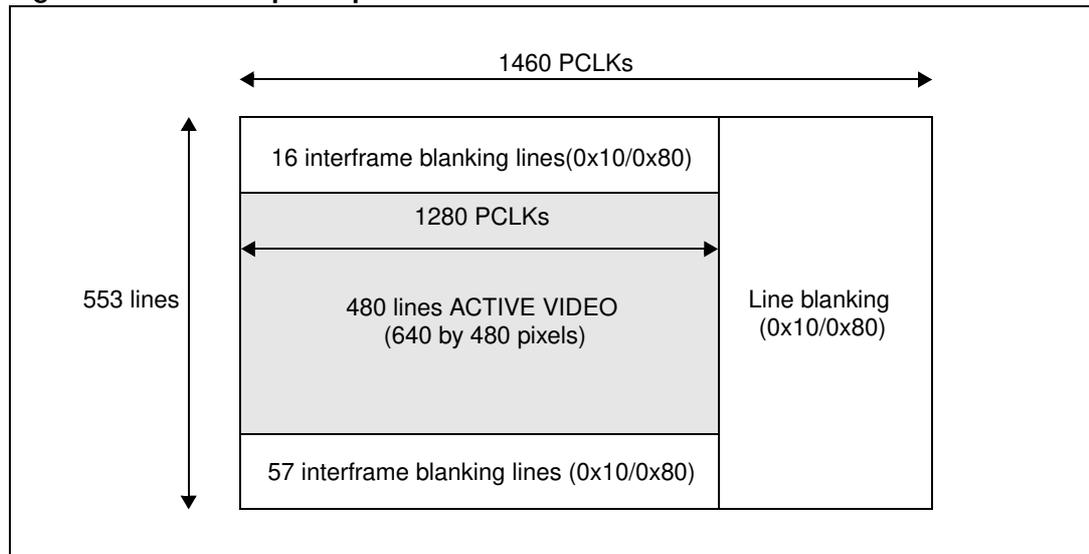 1460 PCLKs
16 interframe blanking lines(0x10/0x80)
1280 PCLKs
553 lines
480 lines ACTIVE VIDEO
(640 by 480 pixels)
Line blanking
(0x10/0x80)
57 interframe blanking lines (0x10/0x80)